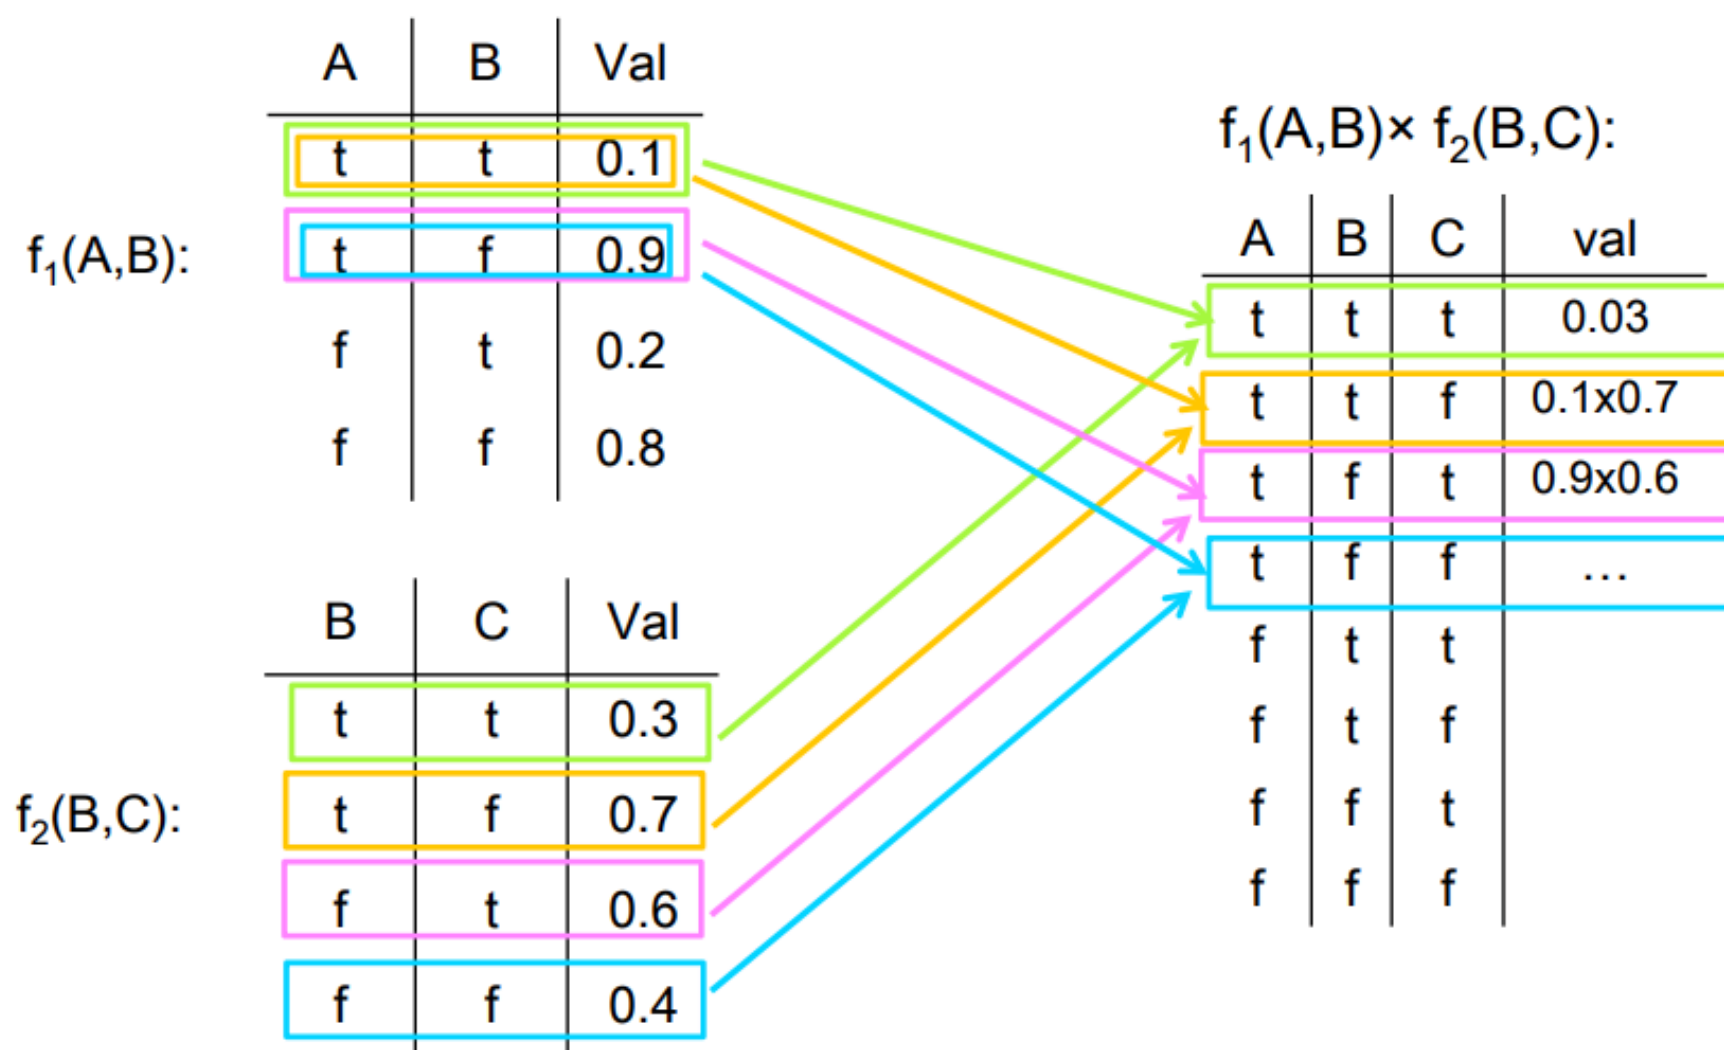 A B Val
t t 0.1
f₁(A,B): t f 0.9
f t 0.2
f f 0.8
B C Val
t t 0.3
f₂(B,C): t f 0.7
f t 0.6
f f 0.4
f₁(A,B)× f₂(B,C):
A B C val
t t t 0.03
t t f 0.1x0.7
t f t 0.9x0.6
t f f …
f t t
f t f
f f t
f f f